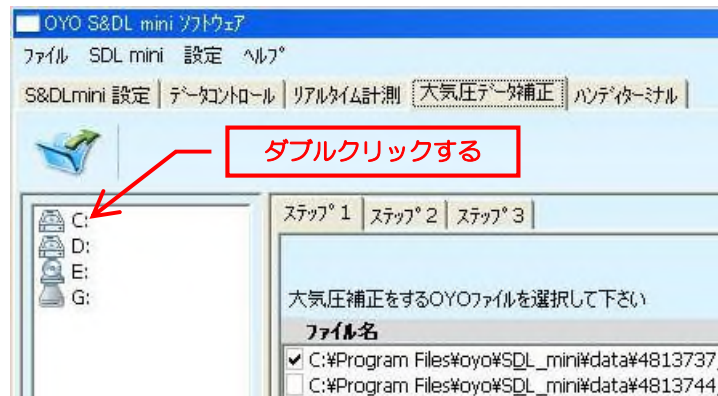 OYO S&DL mini ソフトウェア
ファイル SDL mini 設定 ヘルプ
S&DLmini 設定 データコントロール リアルタイム計測 大気圧データ補正 ハンディターミナル
ダブルクリックする
C:
D:
E:
G:
ステップ1 ステップ2 ステップ3
大気圧補正をするOYOファイルを選択して下さい
ファイル名
C:¥Program Files¥oyo¥SDL_mini¥data¥4813737
C:¥Program Files¥oyo¥SDL_mini¥data¥4813744